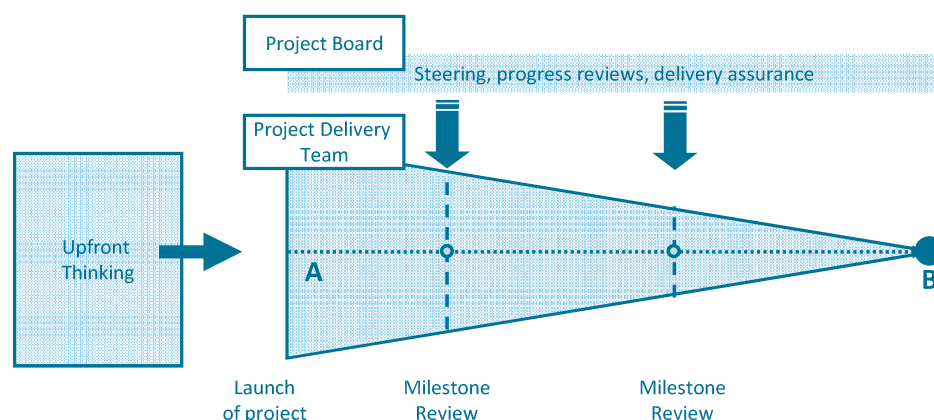 Project Board
Steering, progress reviews, delivery assurance
Project Delivery
Team
Upfront
Thinking
A
B
Launch
of project
Milestone
Review
Milestone
Review